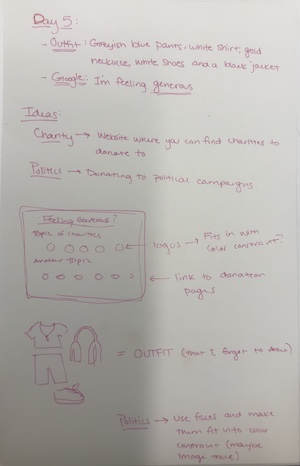 Day 5:
- Outfit: Greyish blue pants, white shirt, gold
necklace, white shoes and a black jacket
- Google: I'm feeling generous
Ideas:
Charity → Website where you can find charities to
donate to
Politics → Donating to political campaigns
Feeling Generous?
Topic of charities
logos → Fits in with
color constraint?
Another Topic
link to donation
pages
= OUTFIT (that I forgot to draw)
Politics → Use faces and make
them fit into color
constraint (maybe
image trace)